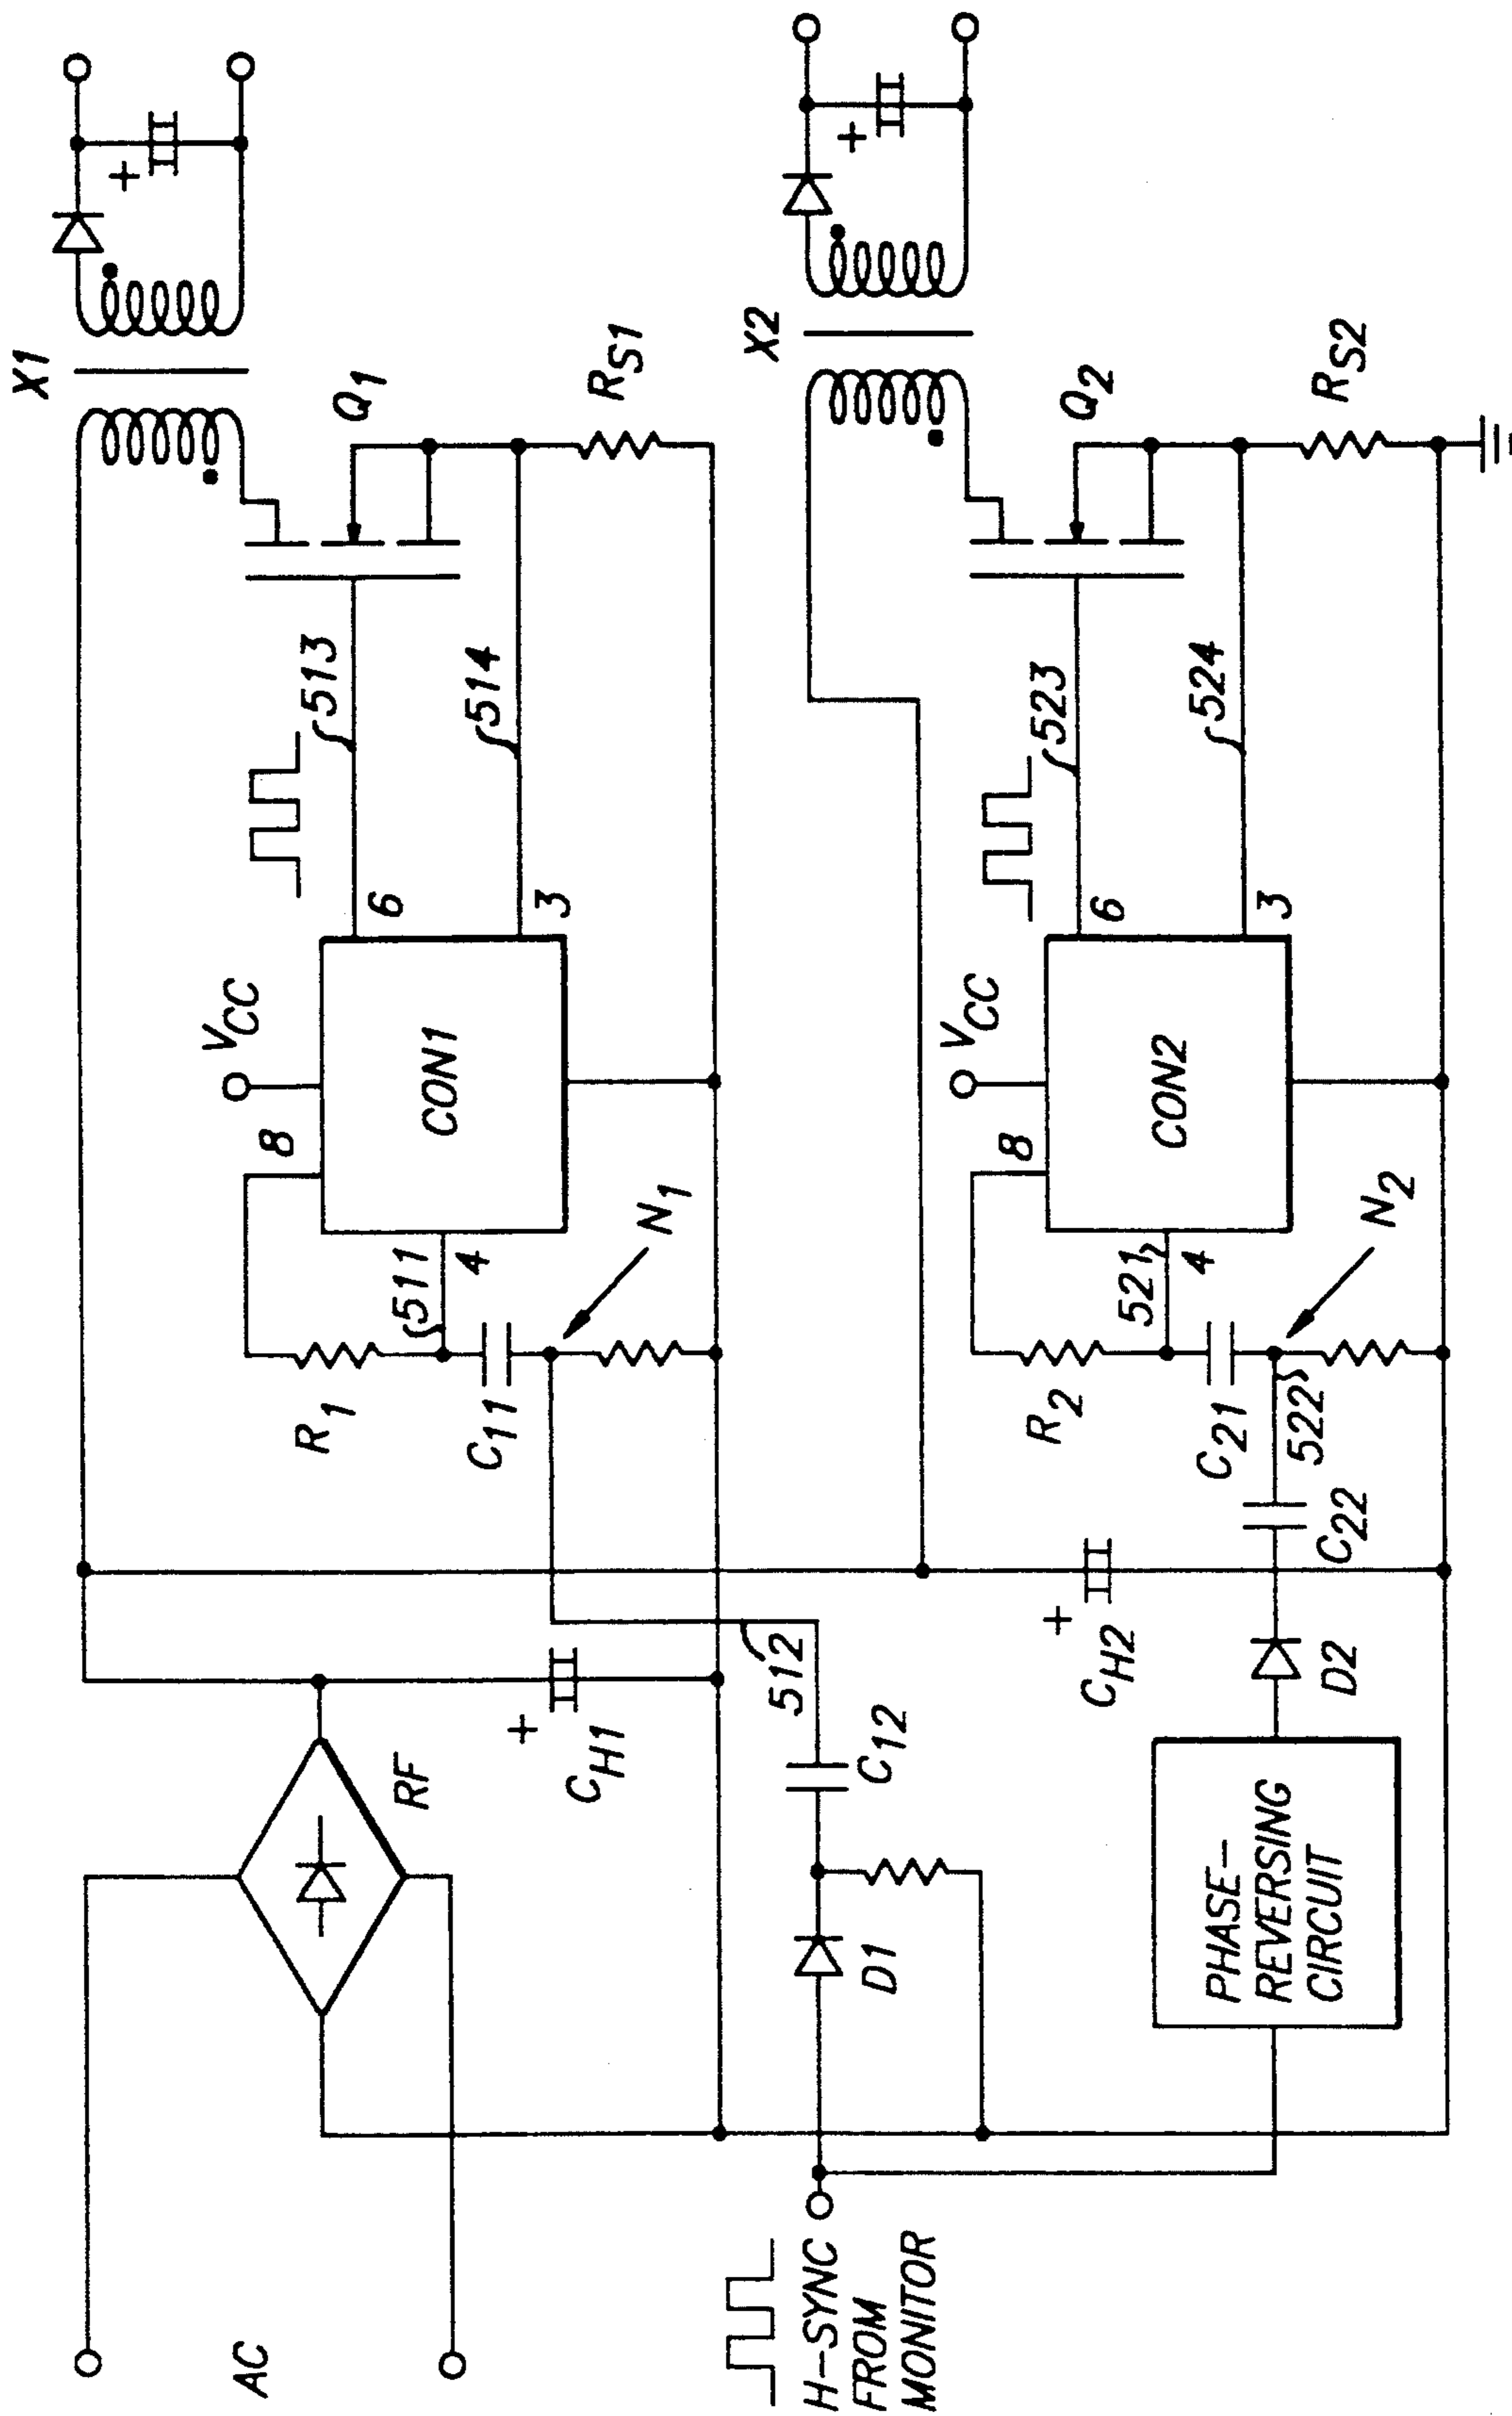 AC
RF
+
CH1
H-SYNC
FROM
MONITOR
D1
C12
512
PHASE-
REVERSING
CIRCUIT
D2
+
CH2
C22
522
R1
C11
511
4
N1
8
VCC
CON1
6
3
513
514
Q1
RS1
X1
+
R2
C21
521
4
N2
8
VCC
CON2
6
3
523
524
Q2
RS2
X2
+